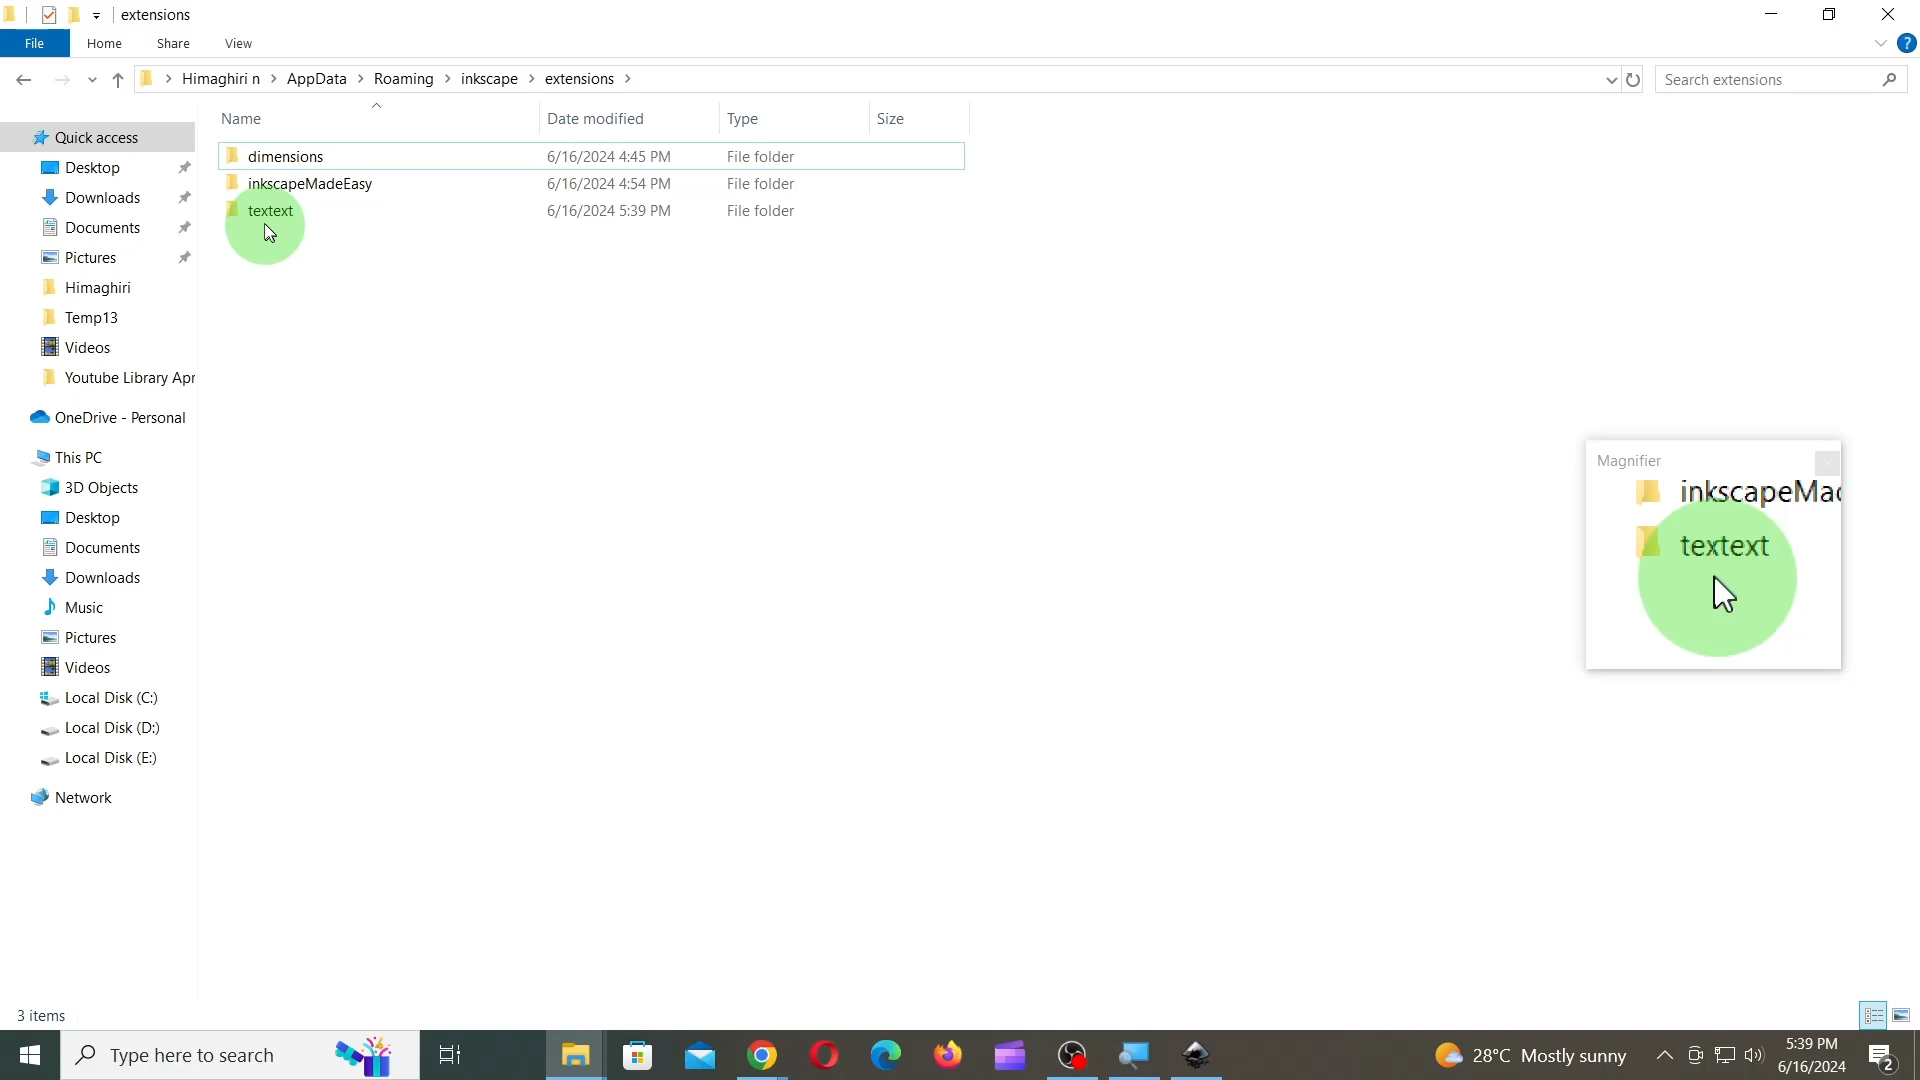 extensions
File Home Share View
Himaghiri n AppData Roaming inkscape extensions
Search extensions
Name Date modified Type Size
Quick access
Desktop
Downloads
Documents
Pictures
Himaghiri
Temp13
Videos
Youtube Library Apr
OneDrive - Personal
This PC
3D Objects
Desktop
Documents
Downloads
Music
Pictures
Videos
Local Disk (C:)
Local Disk (D:)
Local Disk (E:)
Network
dimensions 6/16/2024 4:45 PM File folder
inkscapeMadeEasy 6/16/2024 4:54 PM File folder
textext 6/16/2024 5:39 PM File folder
Magnifier
inkscapeMad
textext
3 items
Type here to search
28°C Mostly sunny
5:39 PM
6/16/2024
2